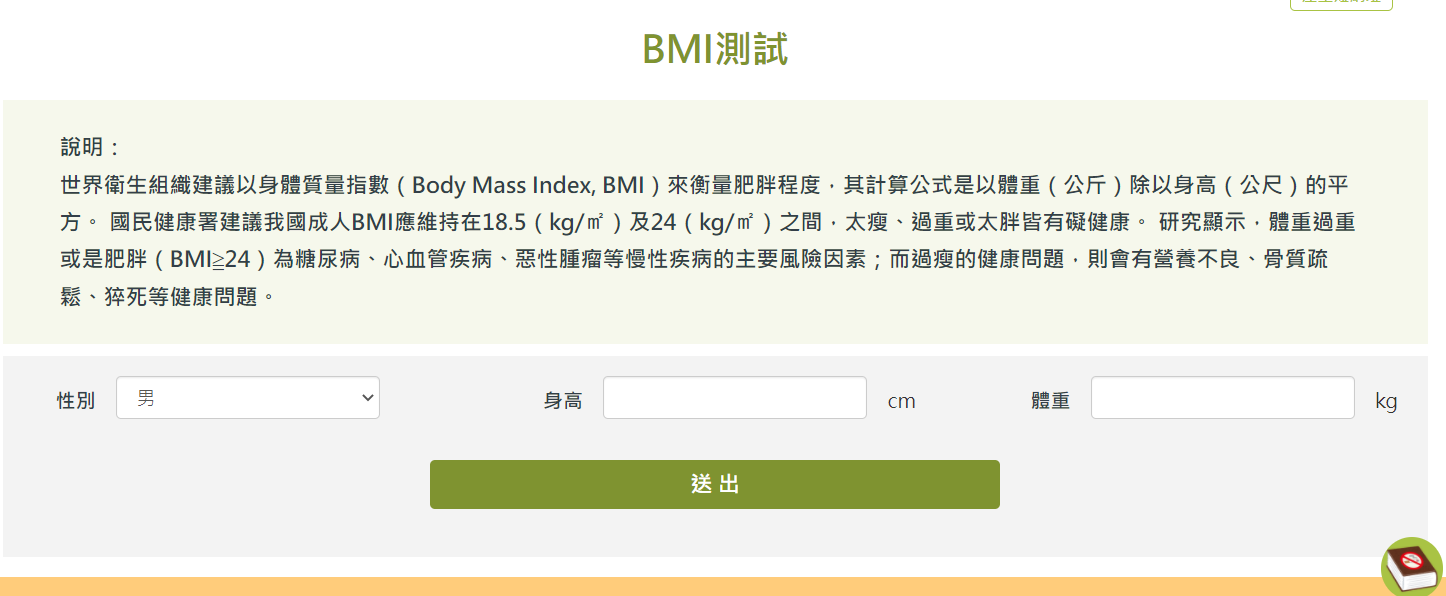 BMI測試
說明：
世界衛生組織建議以身體質量指數（Body Mass Index, BMI）來衡量肥胖程度，其計算公式是以體重（公斤）除以身高（公尺）的平
方。 國民健康署建議我國成人BMI應維持在18.5（kg/㎡）及24（kg/㎡）之間，太瘦、過重或太胖皆有礙健康。 研究顯示，體重過重
或是肥胖（BMI≧24）為糖尿病、心血管疾病、惡性腫瘤等慢性疾病的主要風險因素；而過瘦的健康問題，則會有營養不良、骨質疏
鬆、猝死等健康問題。
性別 男 身高 cm 體重 kg
送出